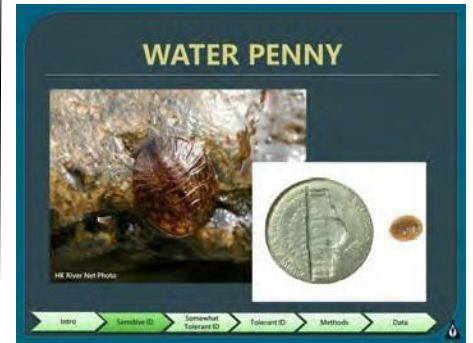 WATER PENNY
HK River Net Photo
Intro
Sensitive ID
Somewhat
Tolerant ID
Tolerant ID
Methods
Data